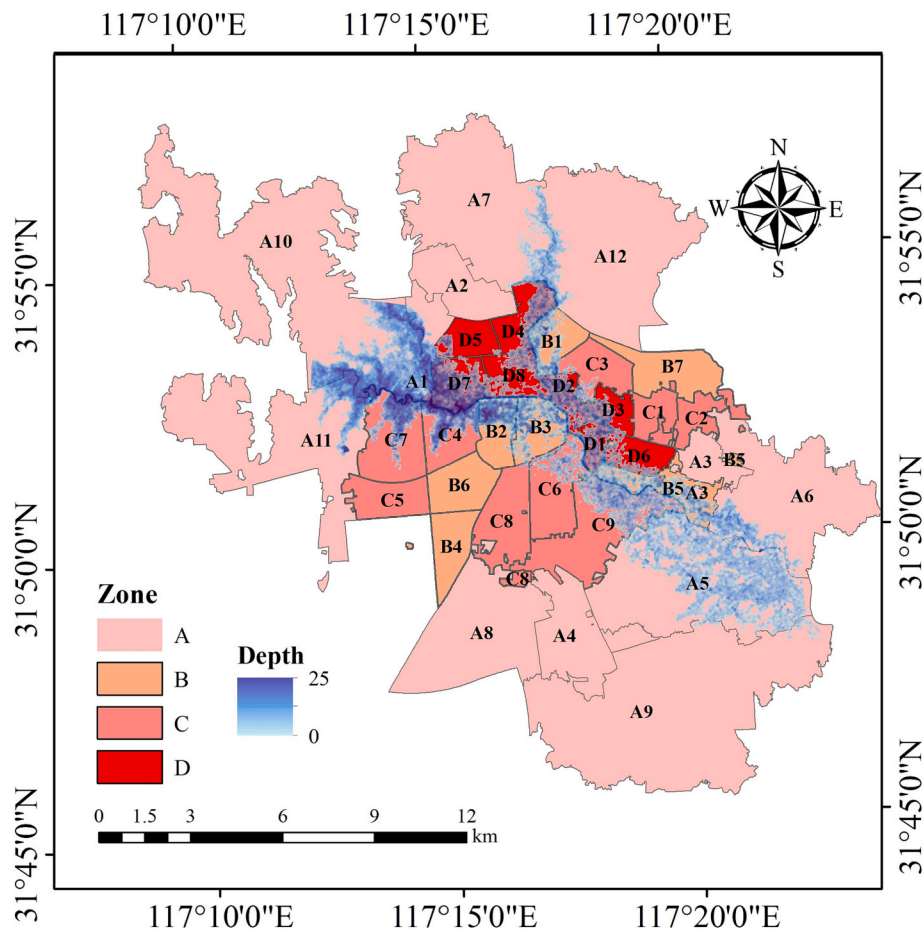 117°10'0"E 117°15'0"E 117°20'0"E
N
W E
S
31°55'0"N
31°55'0"N
A7
A10 A12
A2
D5 D4 B1
C3 B7
A1 D7 D8 D2
D3 C1 C2
A11 C7 C4 B2 B3 D1 D6 A3 B5
C5 B6 C6 B5 A3 A6
C8 C9
B4
31°50'0"N
31°50'0"N
C8 A5
A8 A4
A9
Zone
A
B
C
D
Depth
25
0
0 1.5 3 6 9 12
km
31°45'0"N
31°45'0"N
117°10'0"E 117°15'0"E 117°20'0"E